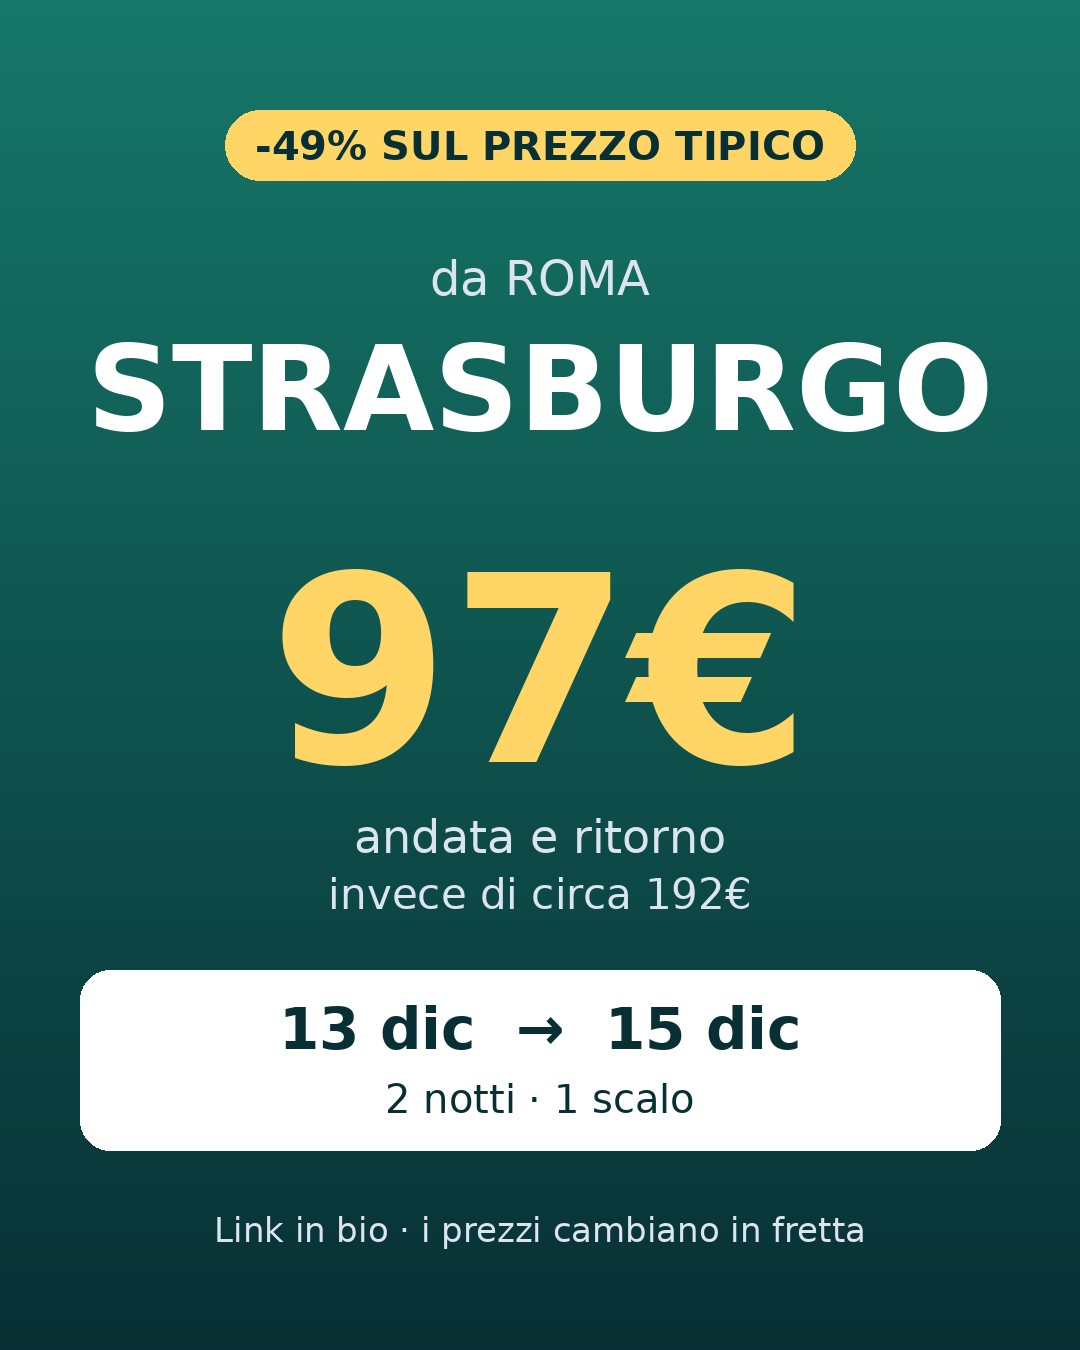 -49% SUL PREZZO TIPICO
da ROMA
STRASBURGO
97€
andata e ritorno
invece di circa 192€
13 dic → 15 dic
2 notti · 1 scalo
Link in bio · i prezzi cambiano in fretta